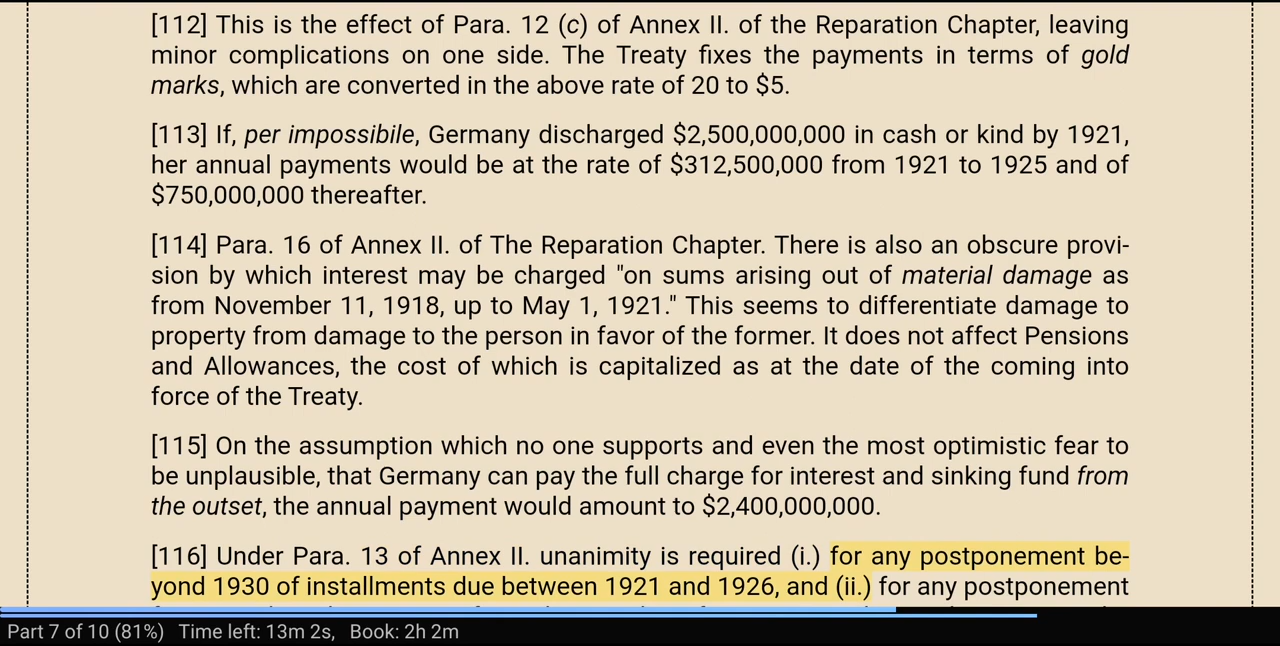 [112] This is the effect of Para. 12 (c) of Annex II. of the Reparation Chapter, leaving
minor complications on one side. The Treaty fixes the payments in terms of gold
marks, which are converted in the above rate of 20 to $5.
[113] If, per impossibile, Germany discharged $2,500,000,000 in cash or kind by 1921,
her annual payments would be at the rate of $312,500,000 from 1921 to 1925 and of
$750,000,000 thereafter.
[114] Para. 16 of Annex II. of The Reparation Chapter. There is also an obscure provi-
sion by which interest may be charged "on sums arising out of material damage as
from November 11, 1918, up to May 1, 1921." This seems to differentiate damage to
property from damage to the person in favor of the former. It does not affect Pensions
and Allowances, the cost of which is capitalized as at the date of the coming into
force of the Treaty.
[115] On the assumption which no one supports and even the most optimistic fear to
be unplausible, that Germany can pay the full charge for interest and sinking fund from
the outset, the annual payment would amount to $2,400,000,000.
[116] Under Para. 13 of Annex II. unanimity is required (i.) for any postponement be-
yond 1930 of installments due between 1921 and 1926, and (ii.) for any postponement
Part 7 of 10 (81%) Time left: 13m 2s, Book: 2h 2m